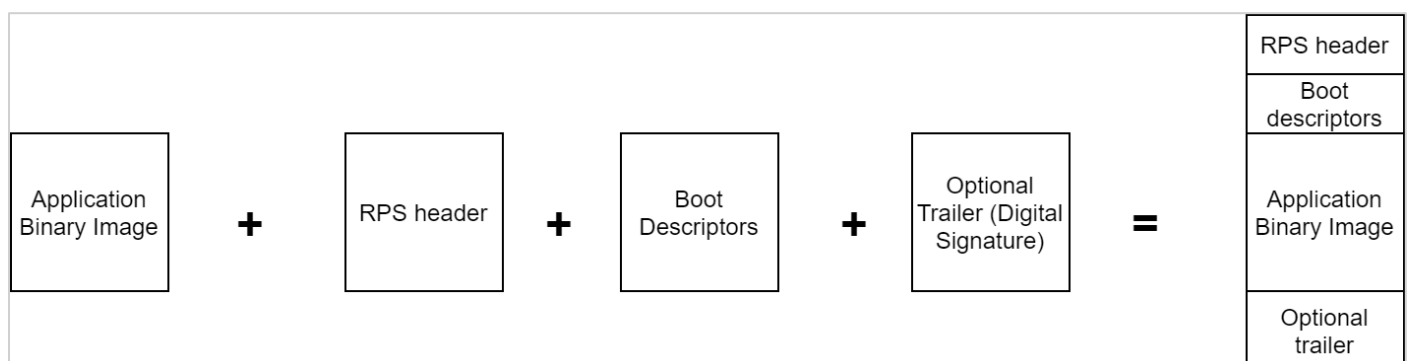 Application
Binary Image
+
RPS header
+
Boot
Descriptors
+
Optional
Trailer (Digital
Signature)
=
RPS header
Boot
descriptors
Application
Binary Image
Optional
trailer